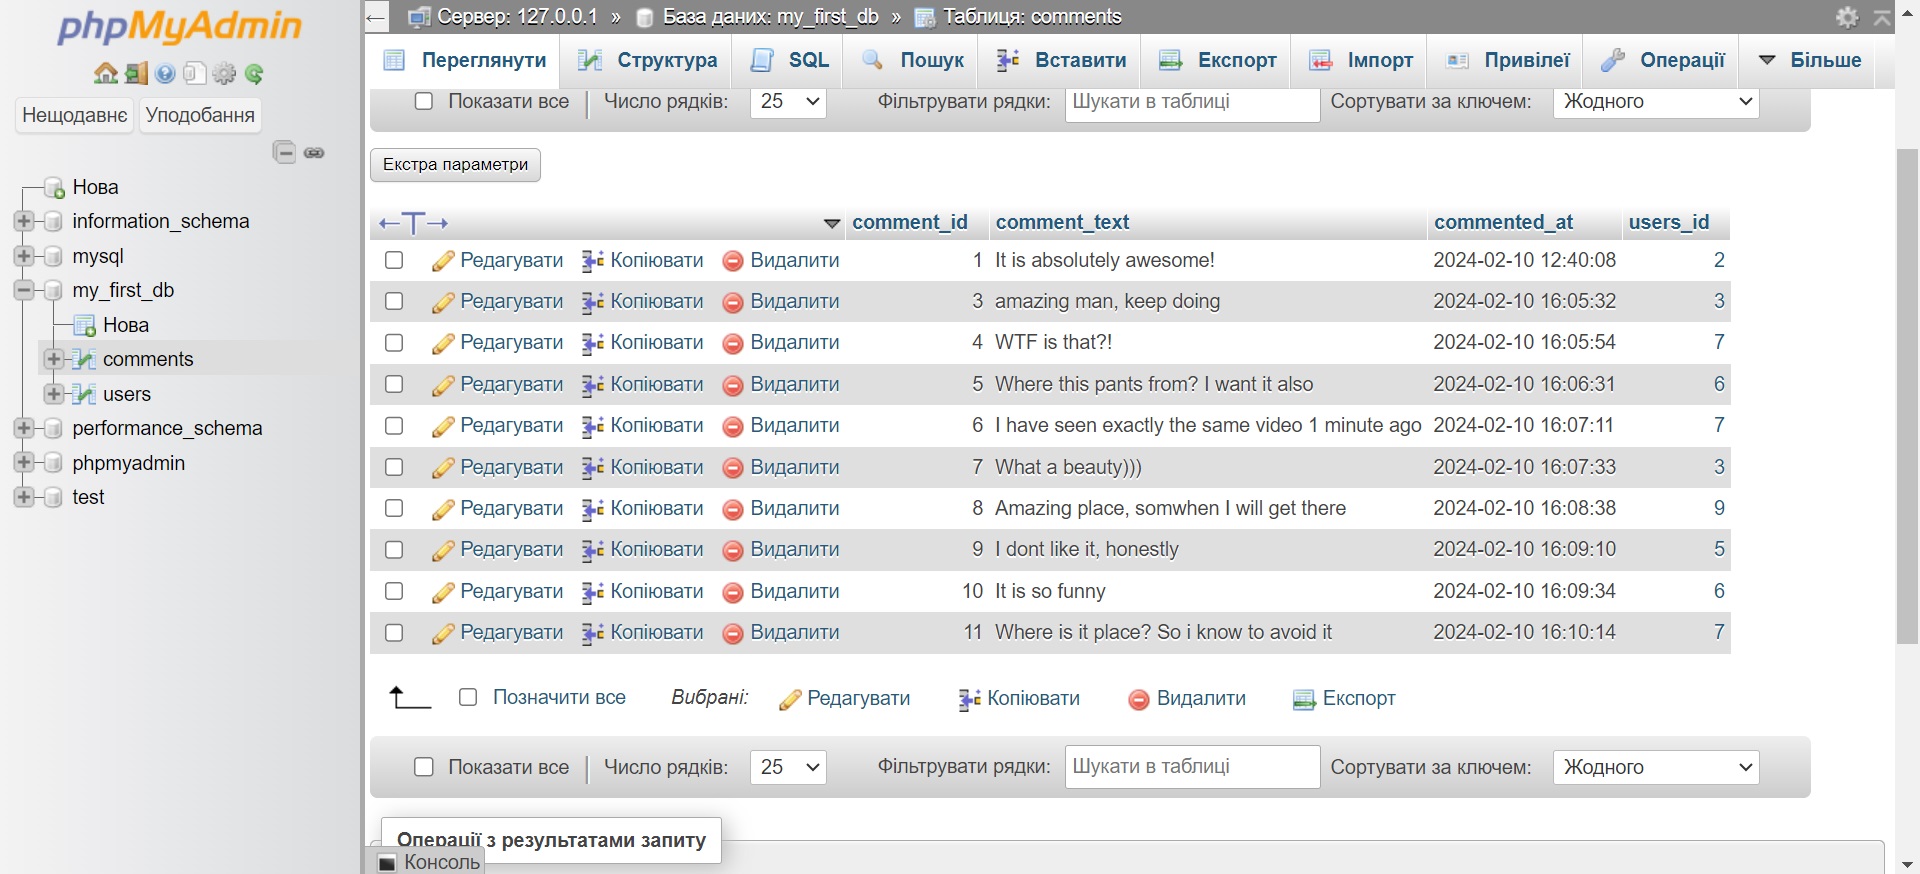 phpMyAdmin
Нещодавнє Уподобання
Нова
information_schema
mysql
my_first_db
Нова
comments
users
performance_schema
phpmyadmin
test
Сервер: 127.0.0.1 » База даних: my_first_db » Таблиця: comments
Переглянути Структура SQL Пошук Вставити Експорт Імпорт Привілеї Операції Більше
Показати все Число рядків: 25 Фільтрувати рядки: Шукати в таблиці Сортувати за ключем: Жодного
Екстра параметри
comment_id comment_text commented_at users_id
Редагувати Копіювати Видалити 1 It is absolutely awesome! 2024-02-10 12:40:08 2
Редагувати Копіювати Видалити 3 amazing man, keep doing 2024-02-10 16:05:32 3
Редагувати Копіювати Видалити 4 WTF is that?! 2024-02-10 16:05:54 7
Редагувати Копіювати Видалити 5 Where this pants from? I want it also 2024-02-10 16:06:31 6
Редагувати Копіювати Видалити 6 I have seen exactly the same video 1 minute ago 2024-02-10 16:07:11 7
Редагувати Копіювати Видалити 7 What a beauty))) 2024-02-10 16:07:33 3
Редагувати Копіювати Видалити 8 Amazing place, somwhen I will get there 2024-02-10 16:08:38 9
Редагувати Копіювати Видалити 9 I dont like it, honestly 2024-02-10 16:09:10 5
Редагувати Копіювати Видалити 10 It is so funny 2024-02-10 16:09:34 6
Редагувати Копіювати Видалити 11 Where is it place? So i know to avoid it 2024-02-10 16:10:14 7
Позначити все Вибрані: Редагувати Копіювати Видалити Експорт
Показати все Число рядків: 25 Фільтрувати рядки: Шукати в таблиці Сортувати за ключем: Жодного
Операції з результатами запиту
Консоль